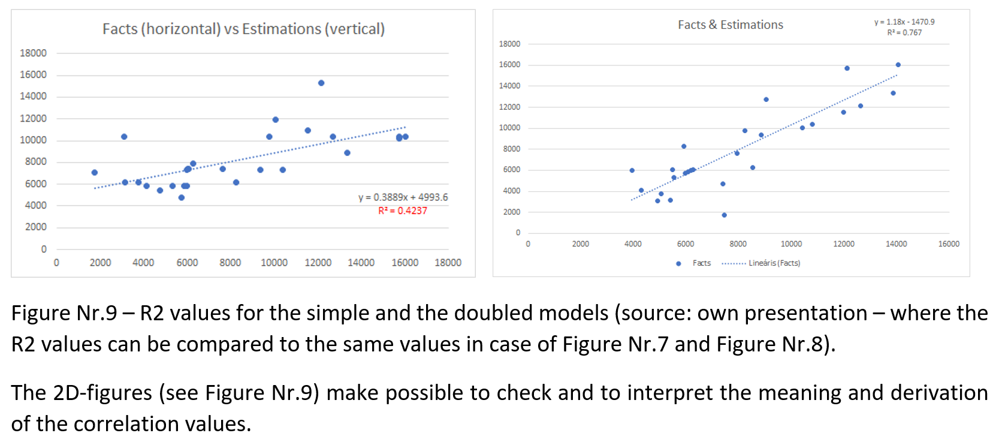 Facts (horizontal) vs Estimations (vertical)
18000
16000
14000
12000
10000
8000
6000
4000
2000
0
y = 0.3889x + 4993.6
R² = 0.4237
0 2000 4000 6000 8000 10000 12000 14000 16000 18000
Facts & Estimations
y = 1.18x - 1470.9
R² = 0.767
18000
16000
14000
12000
10000
8000
6000
4000
2000
0
0 2000 4000 6000 8000 10000 12000 14000 16000
Facts Lineáris (Facts)
Figure Nr.9 – R2 values for the simple and the doubled models (source: own presentation – where the
R2 values can be compared to the same values in case of Figure Nr.7 and Figure Nr.8).
The 2D-figures (see Figure Nr.9) make possible to check and to interpret the meaning and derivation
of the correlation values.